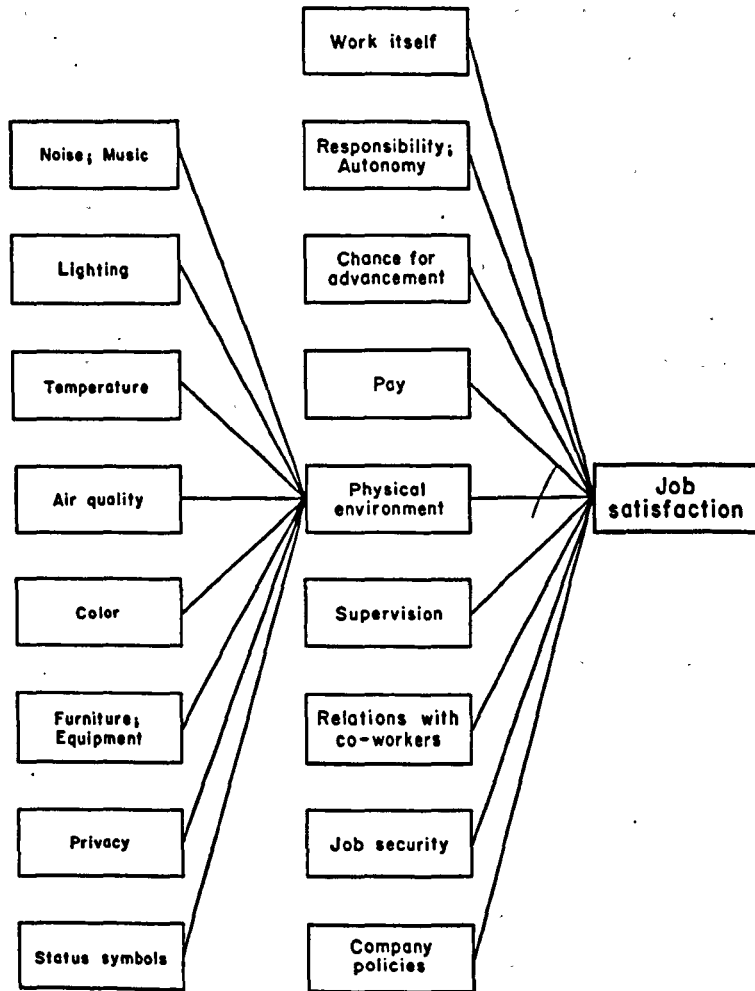 Work itself
Noise; Music
Responsibility;
Autonomy
Lighting
Chance for
advancement
Temperature
Pay
Air quality
Physical
environment
Job
satisfaction
Color
Supervision
Furniture;
Equipment
Relations with
co-workers
Privacy
Job security
Status symbols
Company
policies